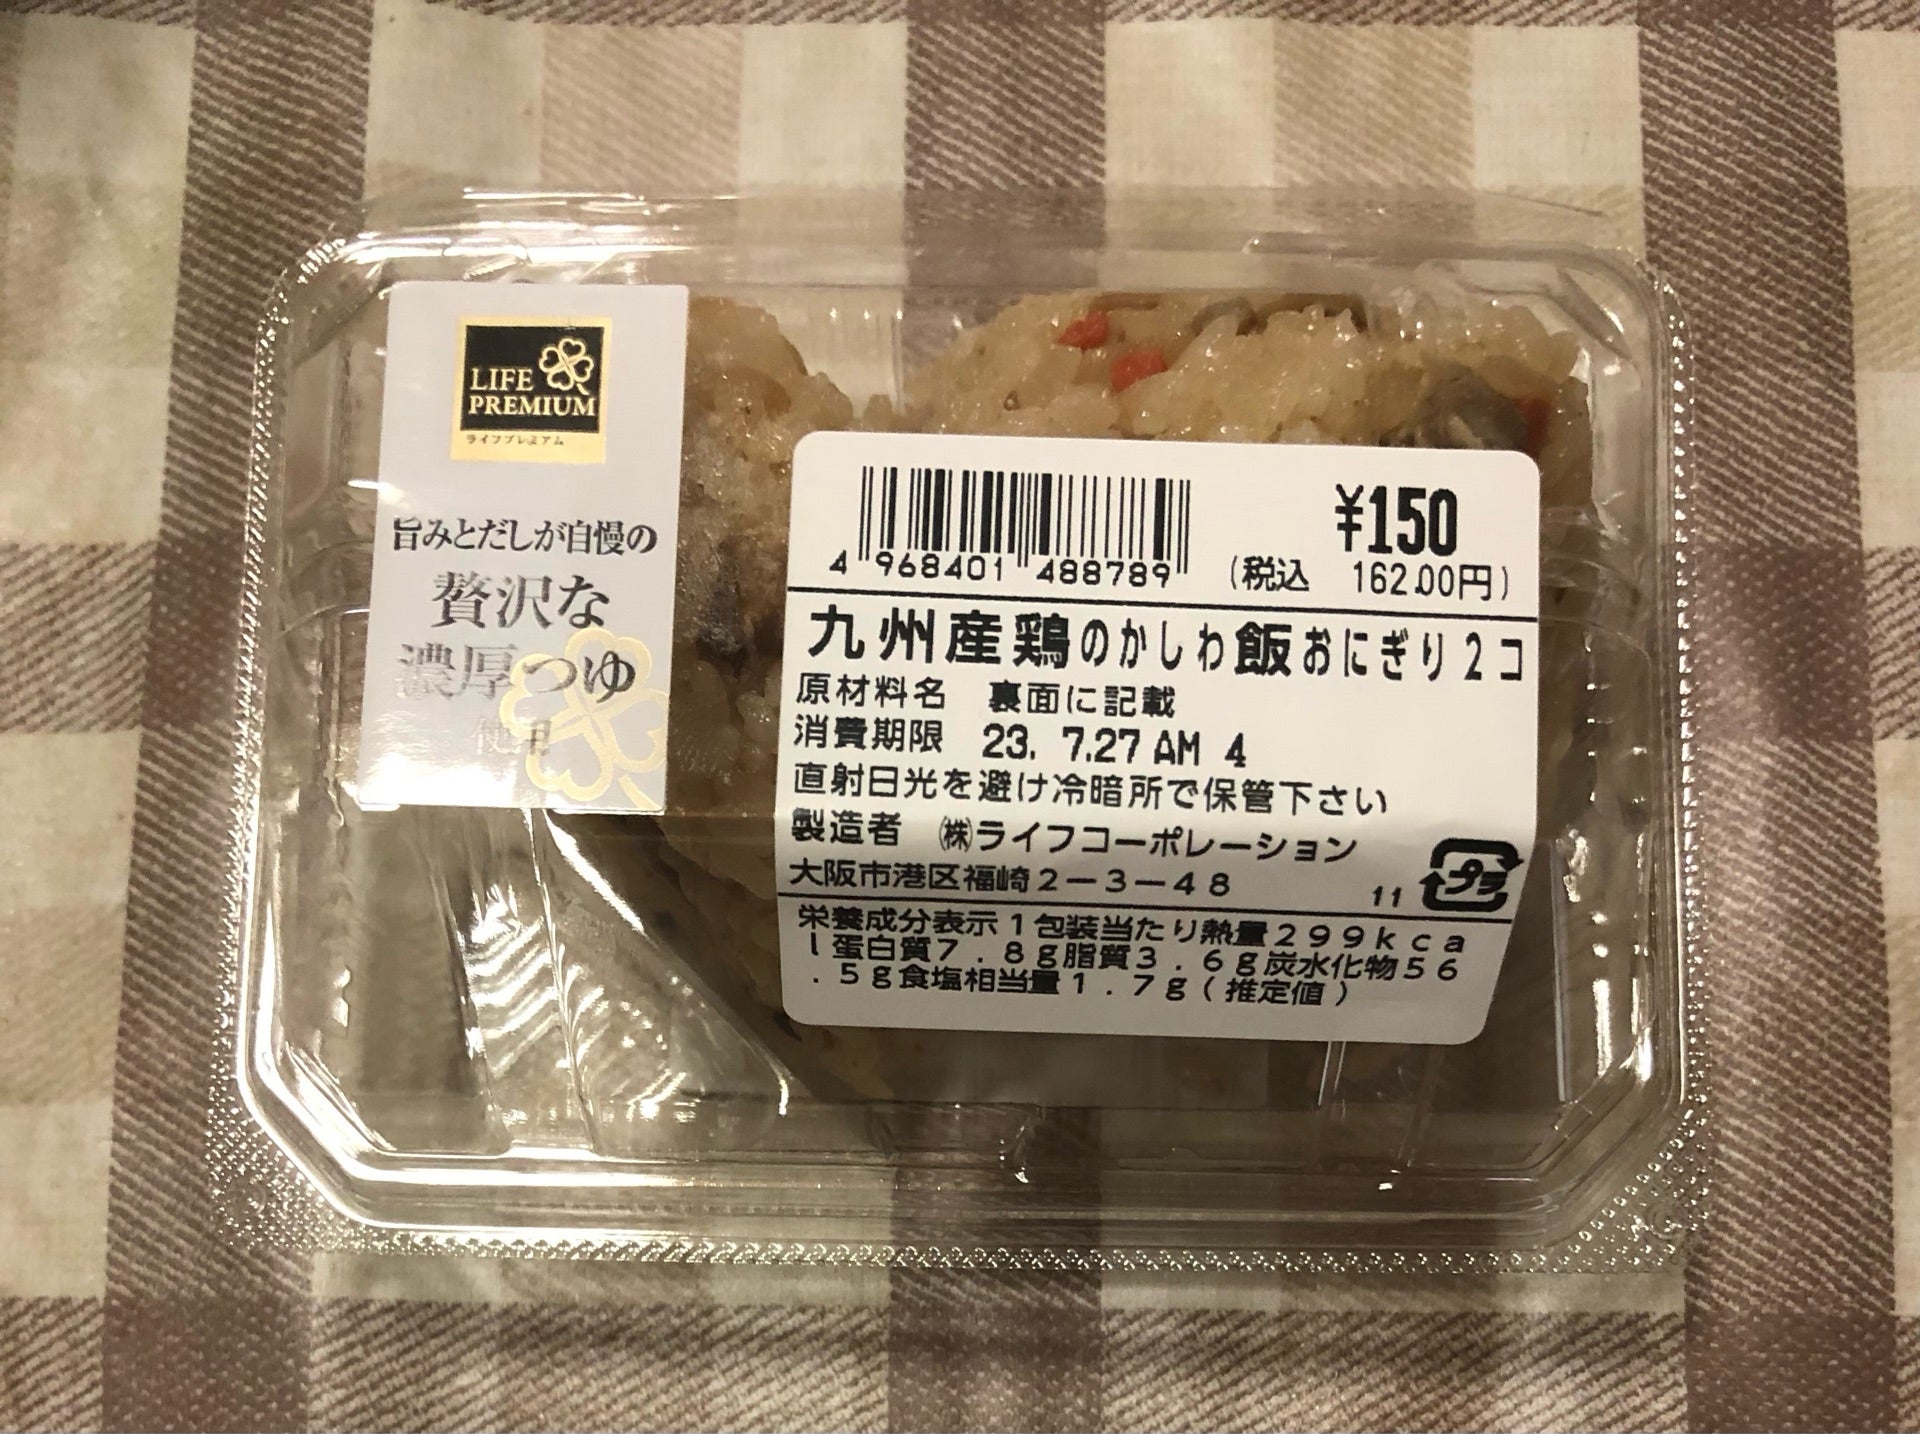 LIFE
PREMIUM
ライフプレミアム
旨みとだしが自慢の
贅沢な
濃厚つゆ
使用
4 968401 488789
¥150
(税込 162.00円)
九州産鶏のかしわ飯おにぎり2コ
原材料名 裏面に記載
消費期限 23. 7.27 AM 4
直射日光を避け冷暗所で保管下さい
製造者 ㈱ライフコーポレーション
大阪市港区福崎2－3－48
11 プラ
栄養成分表示1包装当たり熱量299kca
l蛋白質7.8g脂質3.6g炭水化物56
.5g食塩相当量1.7g(推定値)